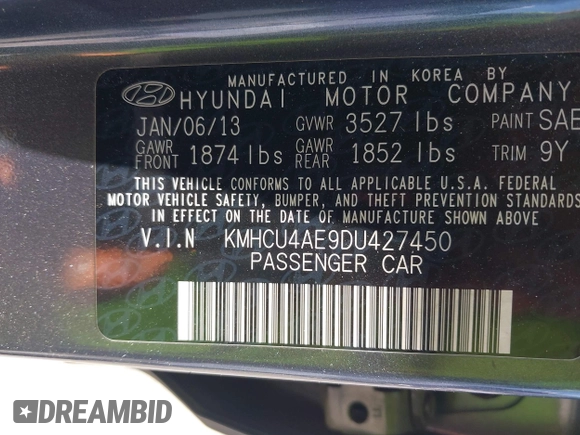 MANUFACTURED IN KOREA BY
HYUNDAI MOTOR COMPANY
JAN/06/13 GVWR 3527 lbs PAINT SAE
GAWR FRONT 1874 lbs GAWR REAR 1852 lbs TRIM 9Y
THIS VEHICLE CONFORMS TO ALL APPLICABLE U.S.A. FEDERAL
MOTOR VEHICLE SAFETY, BUMPER, AND THEFT PREVENTION STANDARDS
IN EFFECT ON THE DATE OF MANUFACTURE SHOWN ABOVE
V.I.N KMHCU4AE9DU427450
PASSENGER CAR
DREAMBID